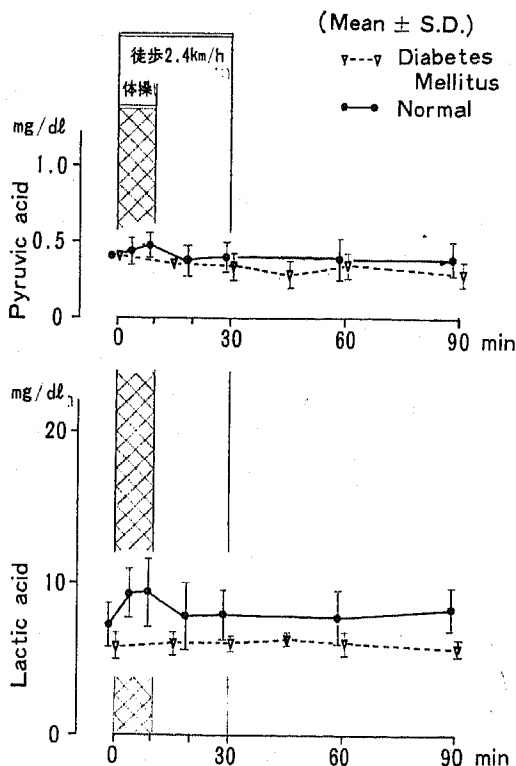 (Mean ± S.D.)
徒歩2.4km/h
体操
Diabetes
Mellitus
Normal
mg/dℓ
1.0
0.5
0
Pyruvic acid
0 30 60 90 min
mg/dℓ
20
10
0
Lactic acid
0 30 60 90 min